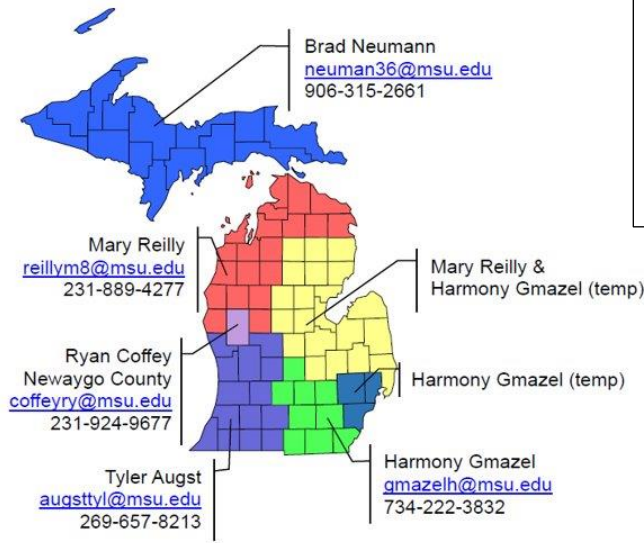 Brad Neumann
neuman36@msu.edu
906-315-2661
Mary Reilly
reillym8@msu.edu
231-889-4277
Mary Reilly &
Harmony Gmazel (temp)
Ryan Coffey
Newaygo County
coffeyry@msu.edu
231-924-9677
Harmony Gmazel (temp)
Tyler Augst
augsttyl@msu.edu
269-657-8213
Harmony Gmazel
gmazelh@msu.edu
734-222-3832